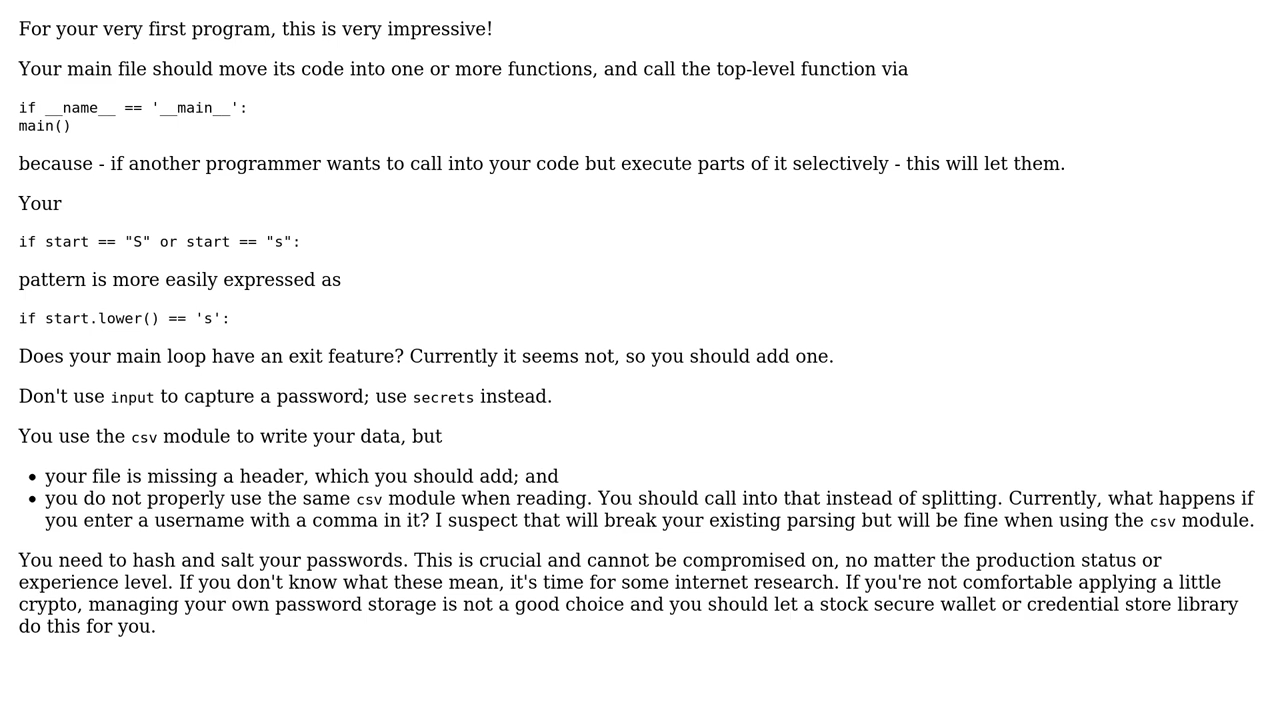 For your very first program, this is very impressive!
Your main file should move its code into one or more functions, and call the top-level function via
if __name__ == '__main__':
main()
because - if another programmer wants to call into your code but execute parts of it selectively - this will let them.
Your
if start == "S" or start == "s":
pattern is more easily expressed as
if start.lower() == 's':
Does your main loop have an exit feature? Currently it seems not, so you should add one.
Don't use input to capture a password; use secrets instead.
You use the csv module to write your data, but
• your file is missing a header, which you should add; and
• you do not properly use the same csv module when reading. You should call into that instead of splitting. Currently, what happens if
you enter a username with a comma in it? I suspect that will break your existing parsing but will be fine when using the csv module.
You need to hash and salt your passwords. This is crucial and cannot be compromised on, no matter the production status or
experience level. If you don't know what these mean, it's time for some internet research. If you're not comfortable applying a little
crypto, managing your own password storage is not a good choice and you should let a stock secure wallet or credential store library
do this for you.